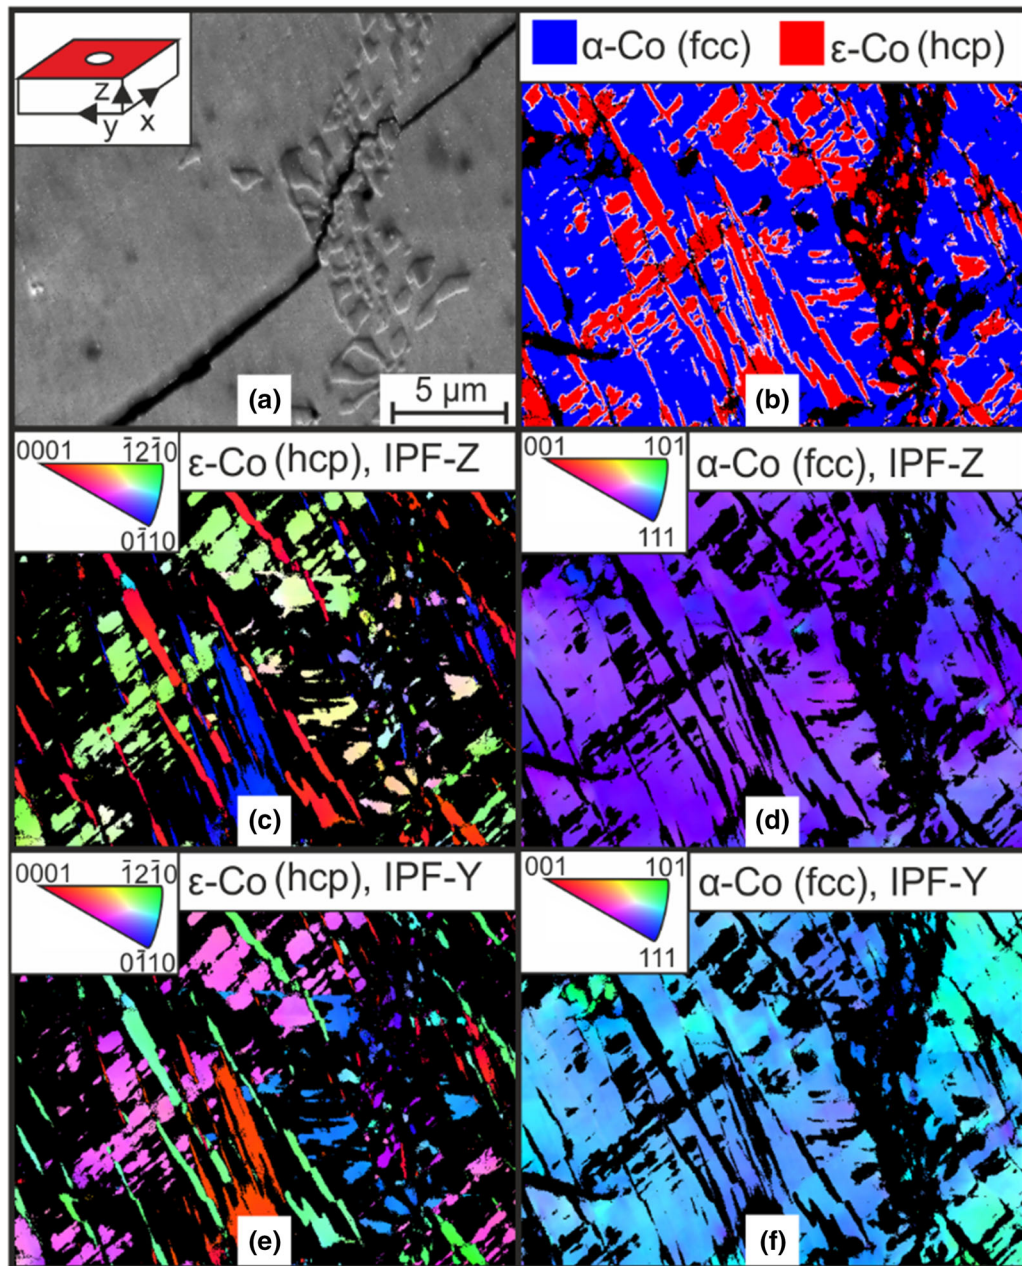 z
y
x
(a)
5 µm
α-Co (fcc)
ε-Co (hcp)
(b)
0001
1̅21̅0
01̅10
ε-Co (hcp), IPF-Z
(c)
001
101
111
α-Co (fcc), IPF-Z
(d)
0001
1̅21̅0
01̅10
ε-Co (hcp), IPF-Y
(e)
001
101
111
α-Co (fcc), IPF-Y
(f)